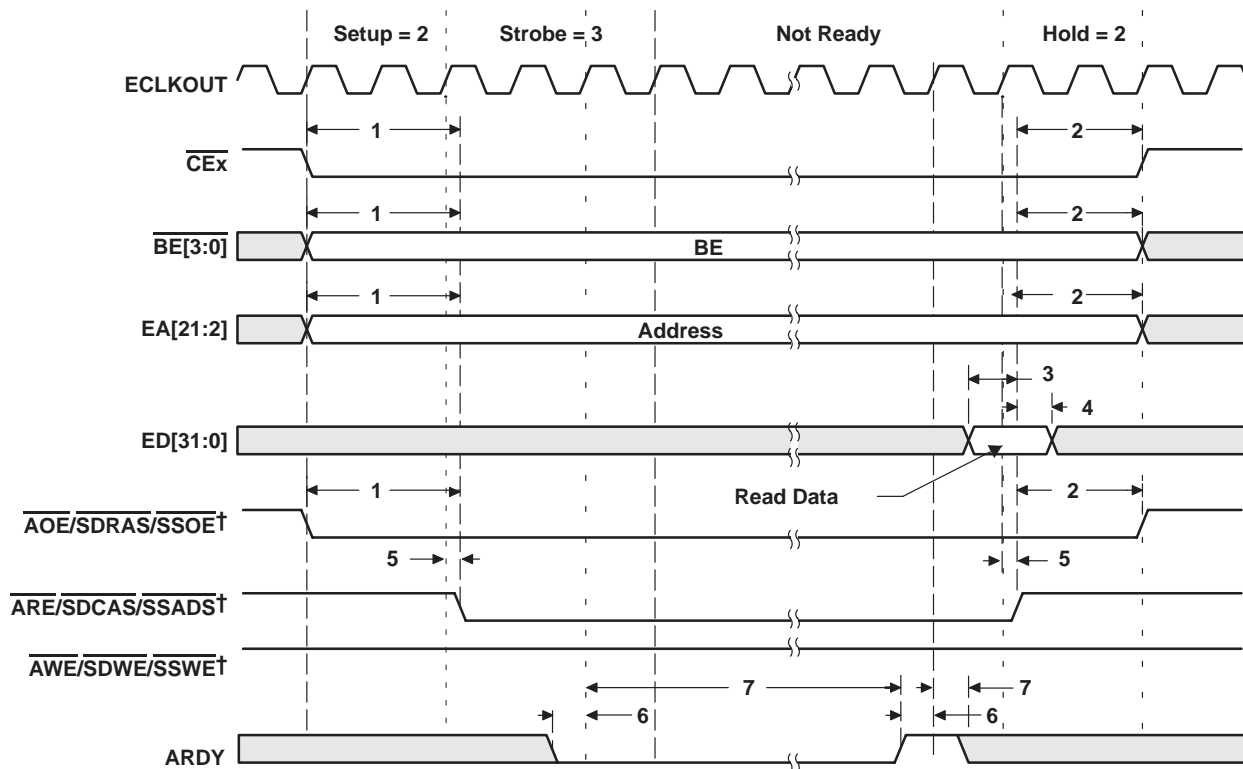 Setup = 2 Strobe = 3 Not Ready Hold = 2
ECLKOUT
1 2
CEx
1 2
BE[3:0] BE
1 2
EA[21:2] Address
3
4
ED[31:0]
Read Data
1 2
AOE/SDRAS/SSOE†
5 5
ARE/SDCAS/SSADS†
AWE/SDWE/SSWE†
7 7
6 6
ARDY